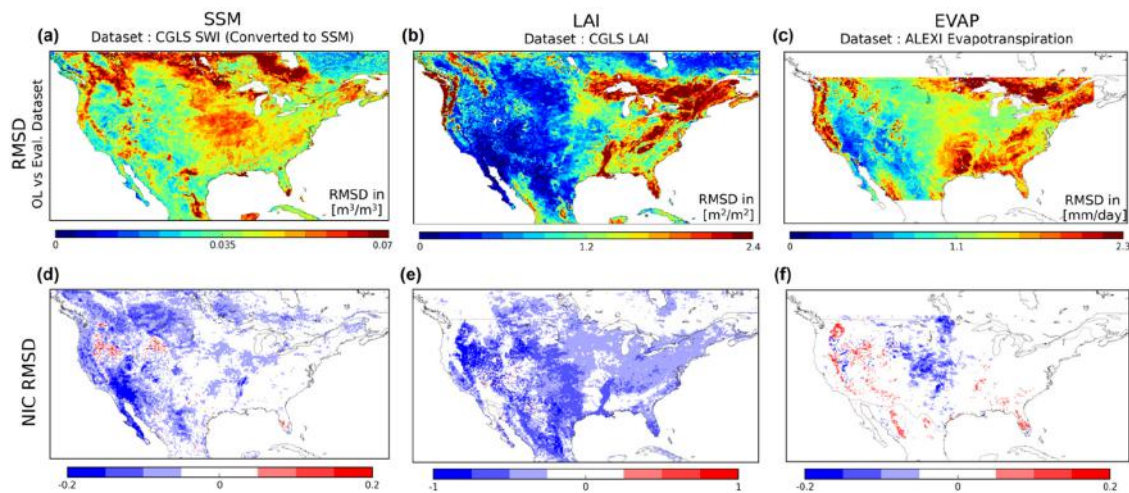 SSM
LAI
EVAP
(a)
Dataset : CGLS SWI (Converted to SSM)
(b)
Dataset : CGLS LAI
(c)
Dataset : ALEXI Evapotranspiration
RMSD
OL vs Eval. Dataset
RMSD in
[m³/m³]
RMSD in
[m²/m²]
RMSD in
[mm/day]
0
0.035
0.07
0
1.2
2.4
0
1.1
2.3
(d)
(e)
(f)
NIC RMSD
-0.2
0
0.2
-1
0
1
-0.2
0
0.2